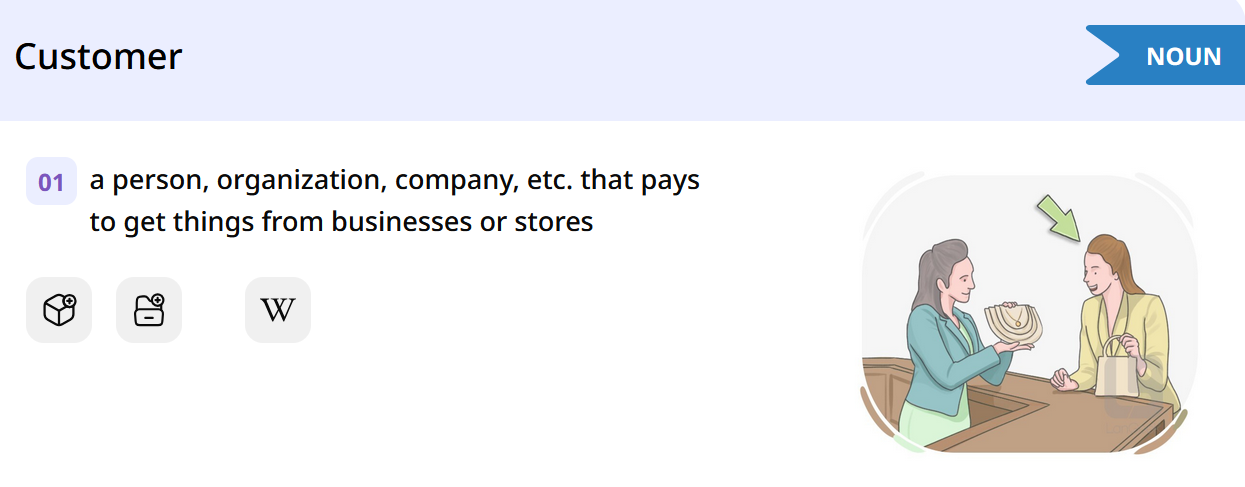 Customer
NOUN
01
a person, organization, company, etc. that pays
to get things from businesses or stores
W